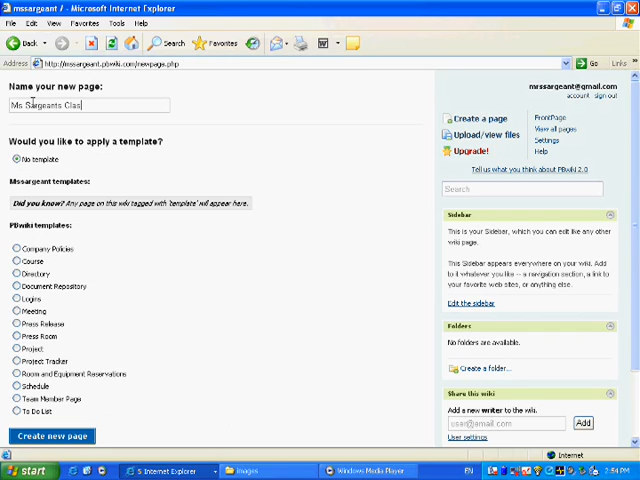 mssargeant / - Microsoft Internet Explorer
File Edit View Favorites Tools Help
Back Search Favorites
Address http://mssargeant.pbwiki.com/newpage.php Go Links
Name your new page:
Ms Sargeants Clas
Would you like to apply a template?
No template
Mssargeant templates:
Did you know? Any page on this wiki tagged with 'template' will appear here.
PBwiki templates:
Company Policies
Course
Directory
Document Repository
Logins
Meeting
Press Release
Press Room
Project
Project Tracker
Room and Equipment Reservations
Schedule
Team Member Page
To Do List
Create new page
mrssargeant@gmail.com
account sign out
Create a page
Upload/view files
Upgrade!
FrontPage
View all pages
Settings
Help
Tell us what you think about PBwiki 2.0
Search
Sidebar
This is your Sidebar, which you can edit like any other
wiki page.
This Sidebar appears everywhere on your wiki. Add
to it whatever you like -- a navigation section, a link to
your favorite web sites, or anything else.
Edit the sidebar
Folders
No folders are available.
Create a folder...
Share this wiki
Add a new writer to the wiki.
user@email.com Add
User settings
Internet
start 5 Internet Explorer Images Windows Media Player EN 2:54 PM